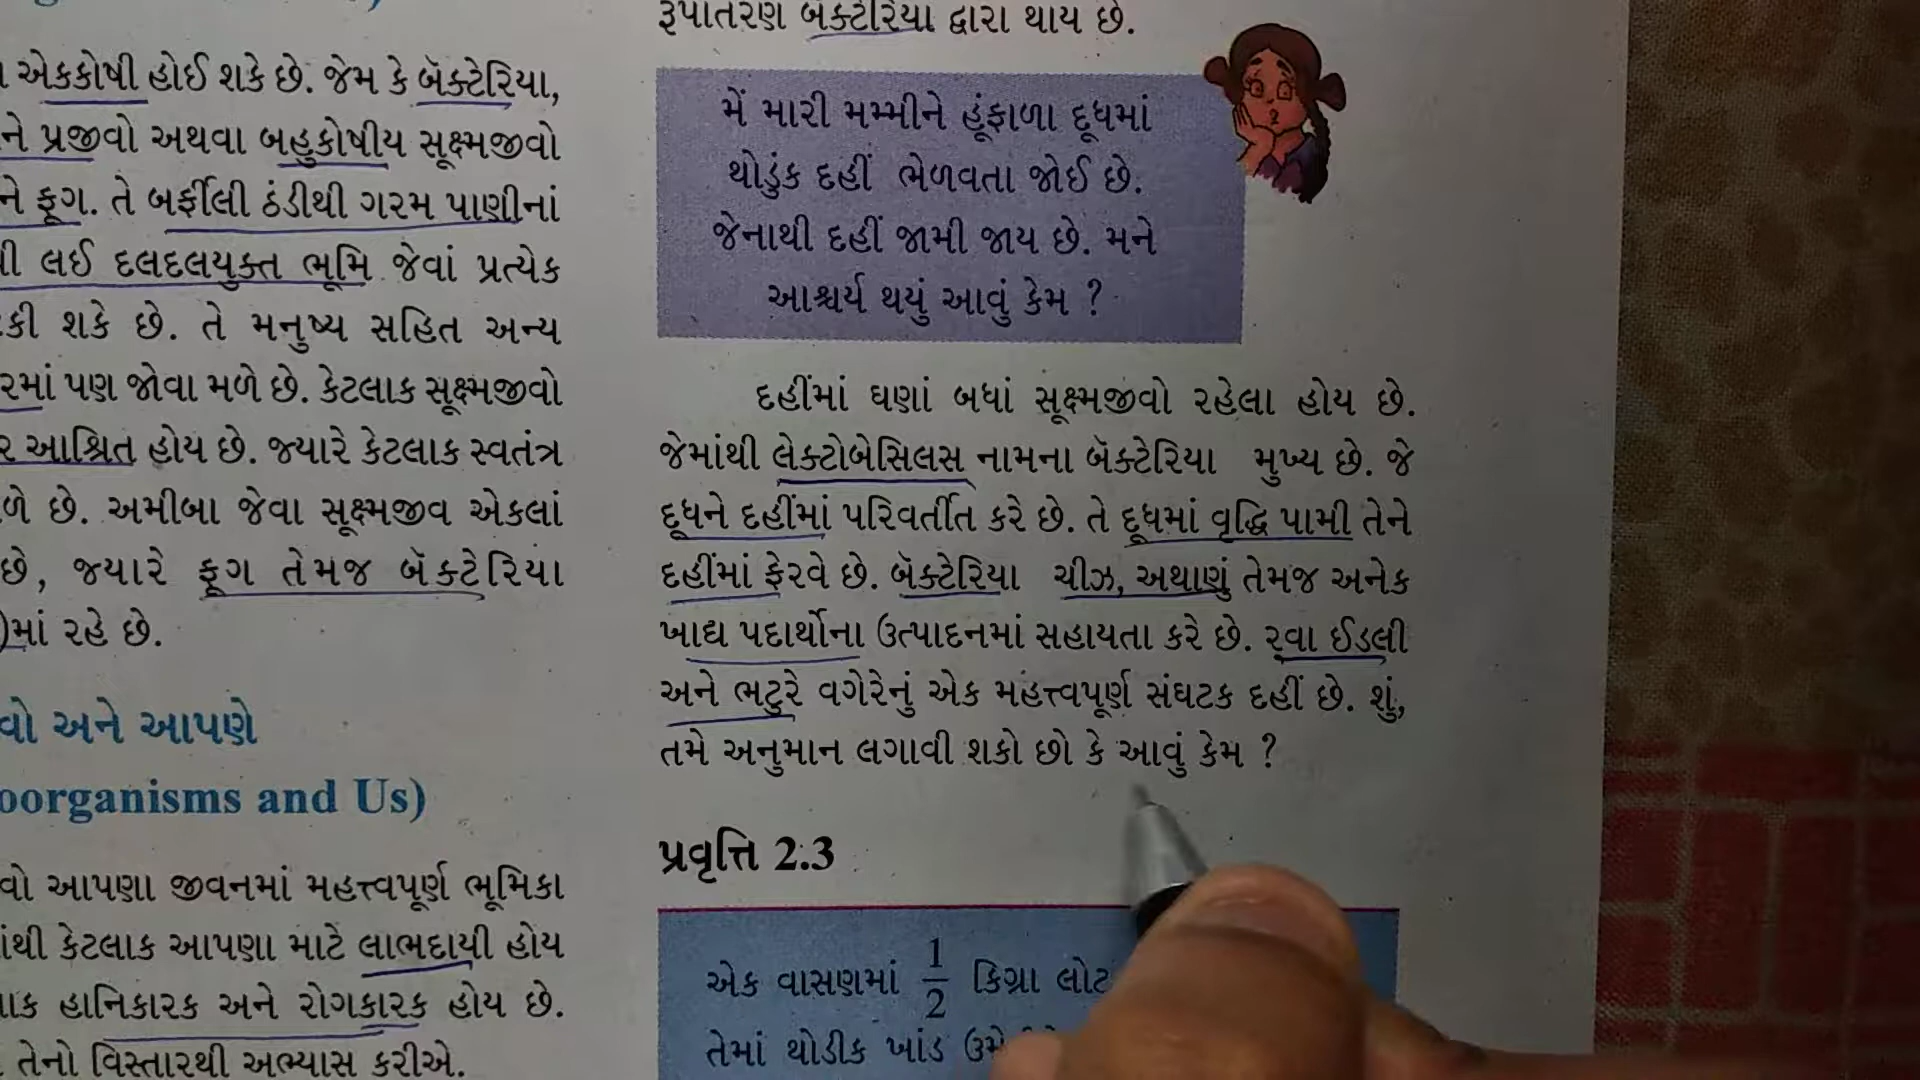 એકકોષી હોઈ શકે છે. જેમ કે બૅક્ટેરિયા,
ને પ્રજીવો અથવા બહુકોષીય સૂક્ષ્મજીવો
ને ફૂગ. તે બર્ફીલી ઠંડીથી ગરમ પાણીનાં
લઈ દલદલયુક્ત ભૂમિ જેવાં પ્રત્યેક
શકે છે. તે મનુષ્ય સહિત અન્ય
પણ જોવા મળે છે. કેટલાક સૂક્ષ્મજીવો
આશ્રિત હોય છે. જ્યારે કેટલાક સ્વતંત્ર
છે. અમીબા જેવા સૂક્ષ્મજીવ એકલાં
છે, જ્યારે ફૂગ તેમજ બૅક્ટેરિયા
)માં રહે છે.
વો અને આપણે
oorganisms and Us)
વો આપણા જીવનમાં મહત્ત્વપૂર્ણ ભૂમિકા
કેટલાક આપણા માટે લાભદાયી હોય
હાનિકારક અને રોગકારક હોય છે.
તેનો વિસ્તારથી અભ્યાસ કરીએ.
રૂપાંતરણ બૅક્ટેરિયા દ્વારા થાય છે.
મેં મારી મમ્મીને હૂંફાળા દૂધમાં
થોડુંક દહીં ભેળવતા જોઈ છે.
જેનાથી દહીં જામી જાય છે. મને
આશ્ચર્ય થયું આવું કેમ ?
દહીંમાં ઘણાં બધાં સૂક્ષ્મજીવો રહેલા હોય છે.
જેમાંથી લેક્ટોબેસિલસ નામના બૅક્ટેરિયા મુખ્ય છે. જે
દૂધને દહીંમાં પરિવર્તીત કરે છે. તે દૂધમાં વૃદ્ધિ પામી તેને
દહીંમાં ફેરવે છે. બૅક્ટેરિયા ચીઝ, અથાણું તેમજ અનેક
ખાદ્ય પદાર્થોના ઉત્પાદનમાં સહાયતા કરે છે. રવા ઈડલી
અને ભટુરે વગેરેનું એક મહત્ત્વપૂર્ણ સંઘટક દહીં છે. શું,
તમે અનુમાન લગાવી શકો છો કે આવું કેમ ?
પ્રવૃત્તિ 2.3
એક વાસણમાં 1/2 કિગ્રા લોટ
તેમાં થોડીક ખાંડ